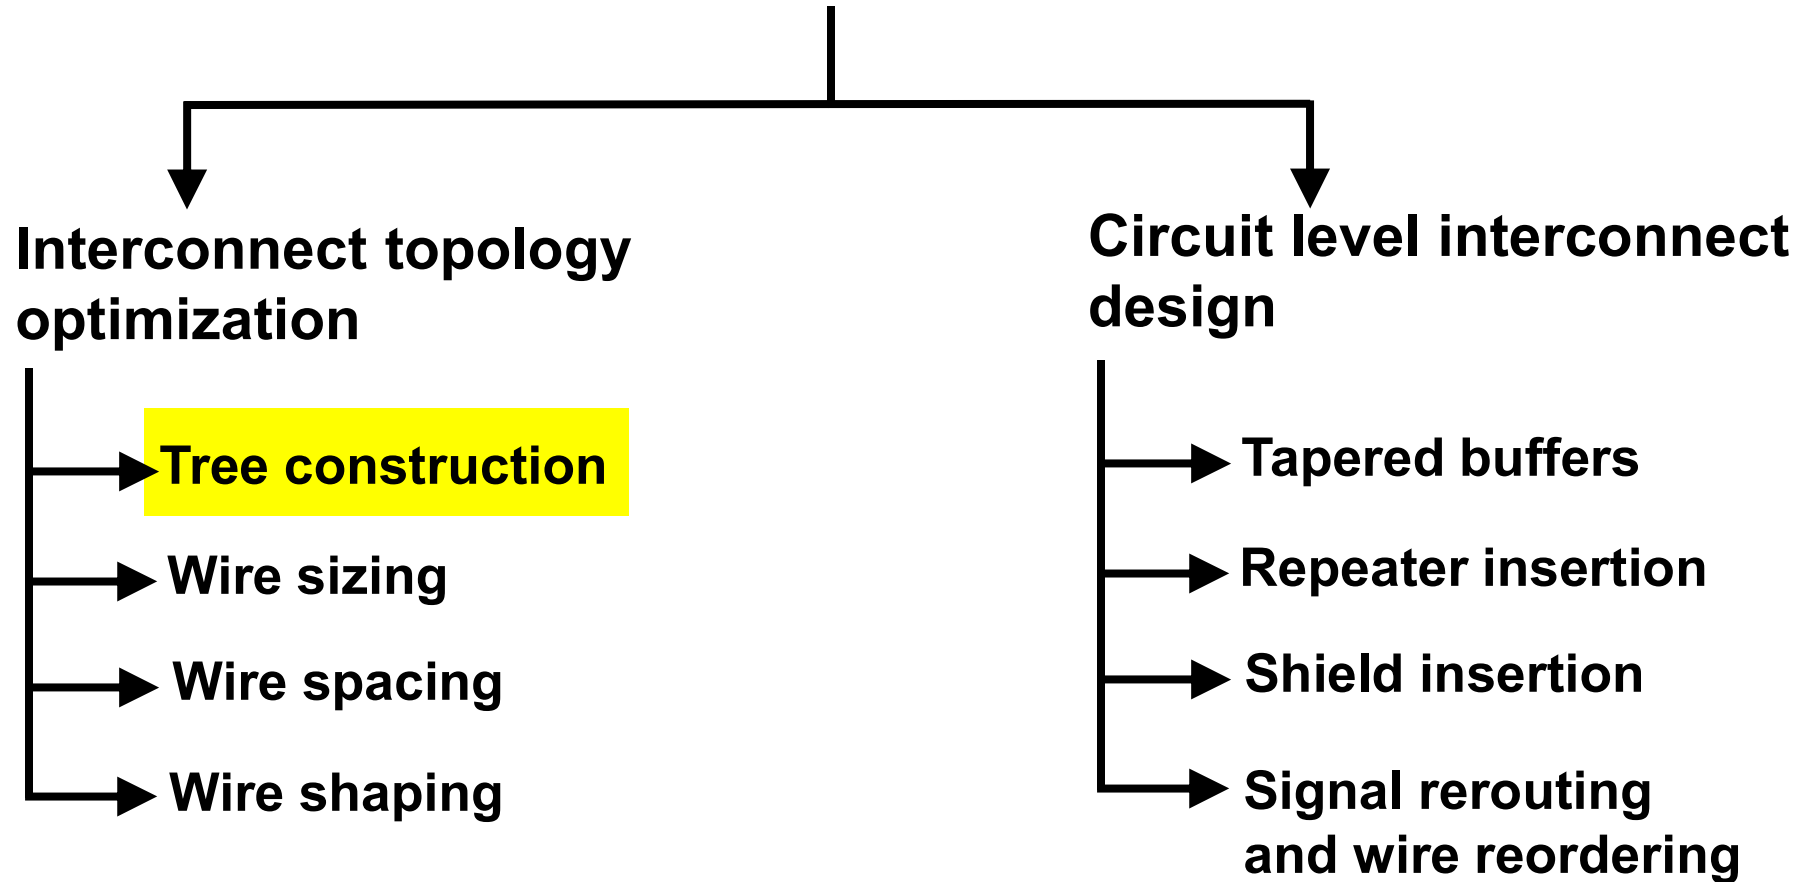 Interconnect topology
optimization
Tree construction
Wire sizing
Wire spacing
Wire shaping
Circuit level interconnect
design
Tapered buffers
Repeater insertion
Shield insertion
Signal rerouting
and wire reordering